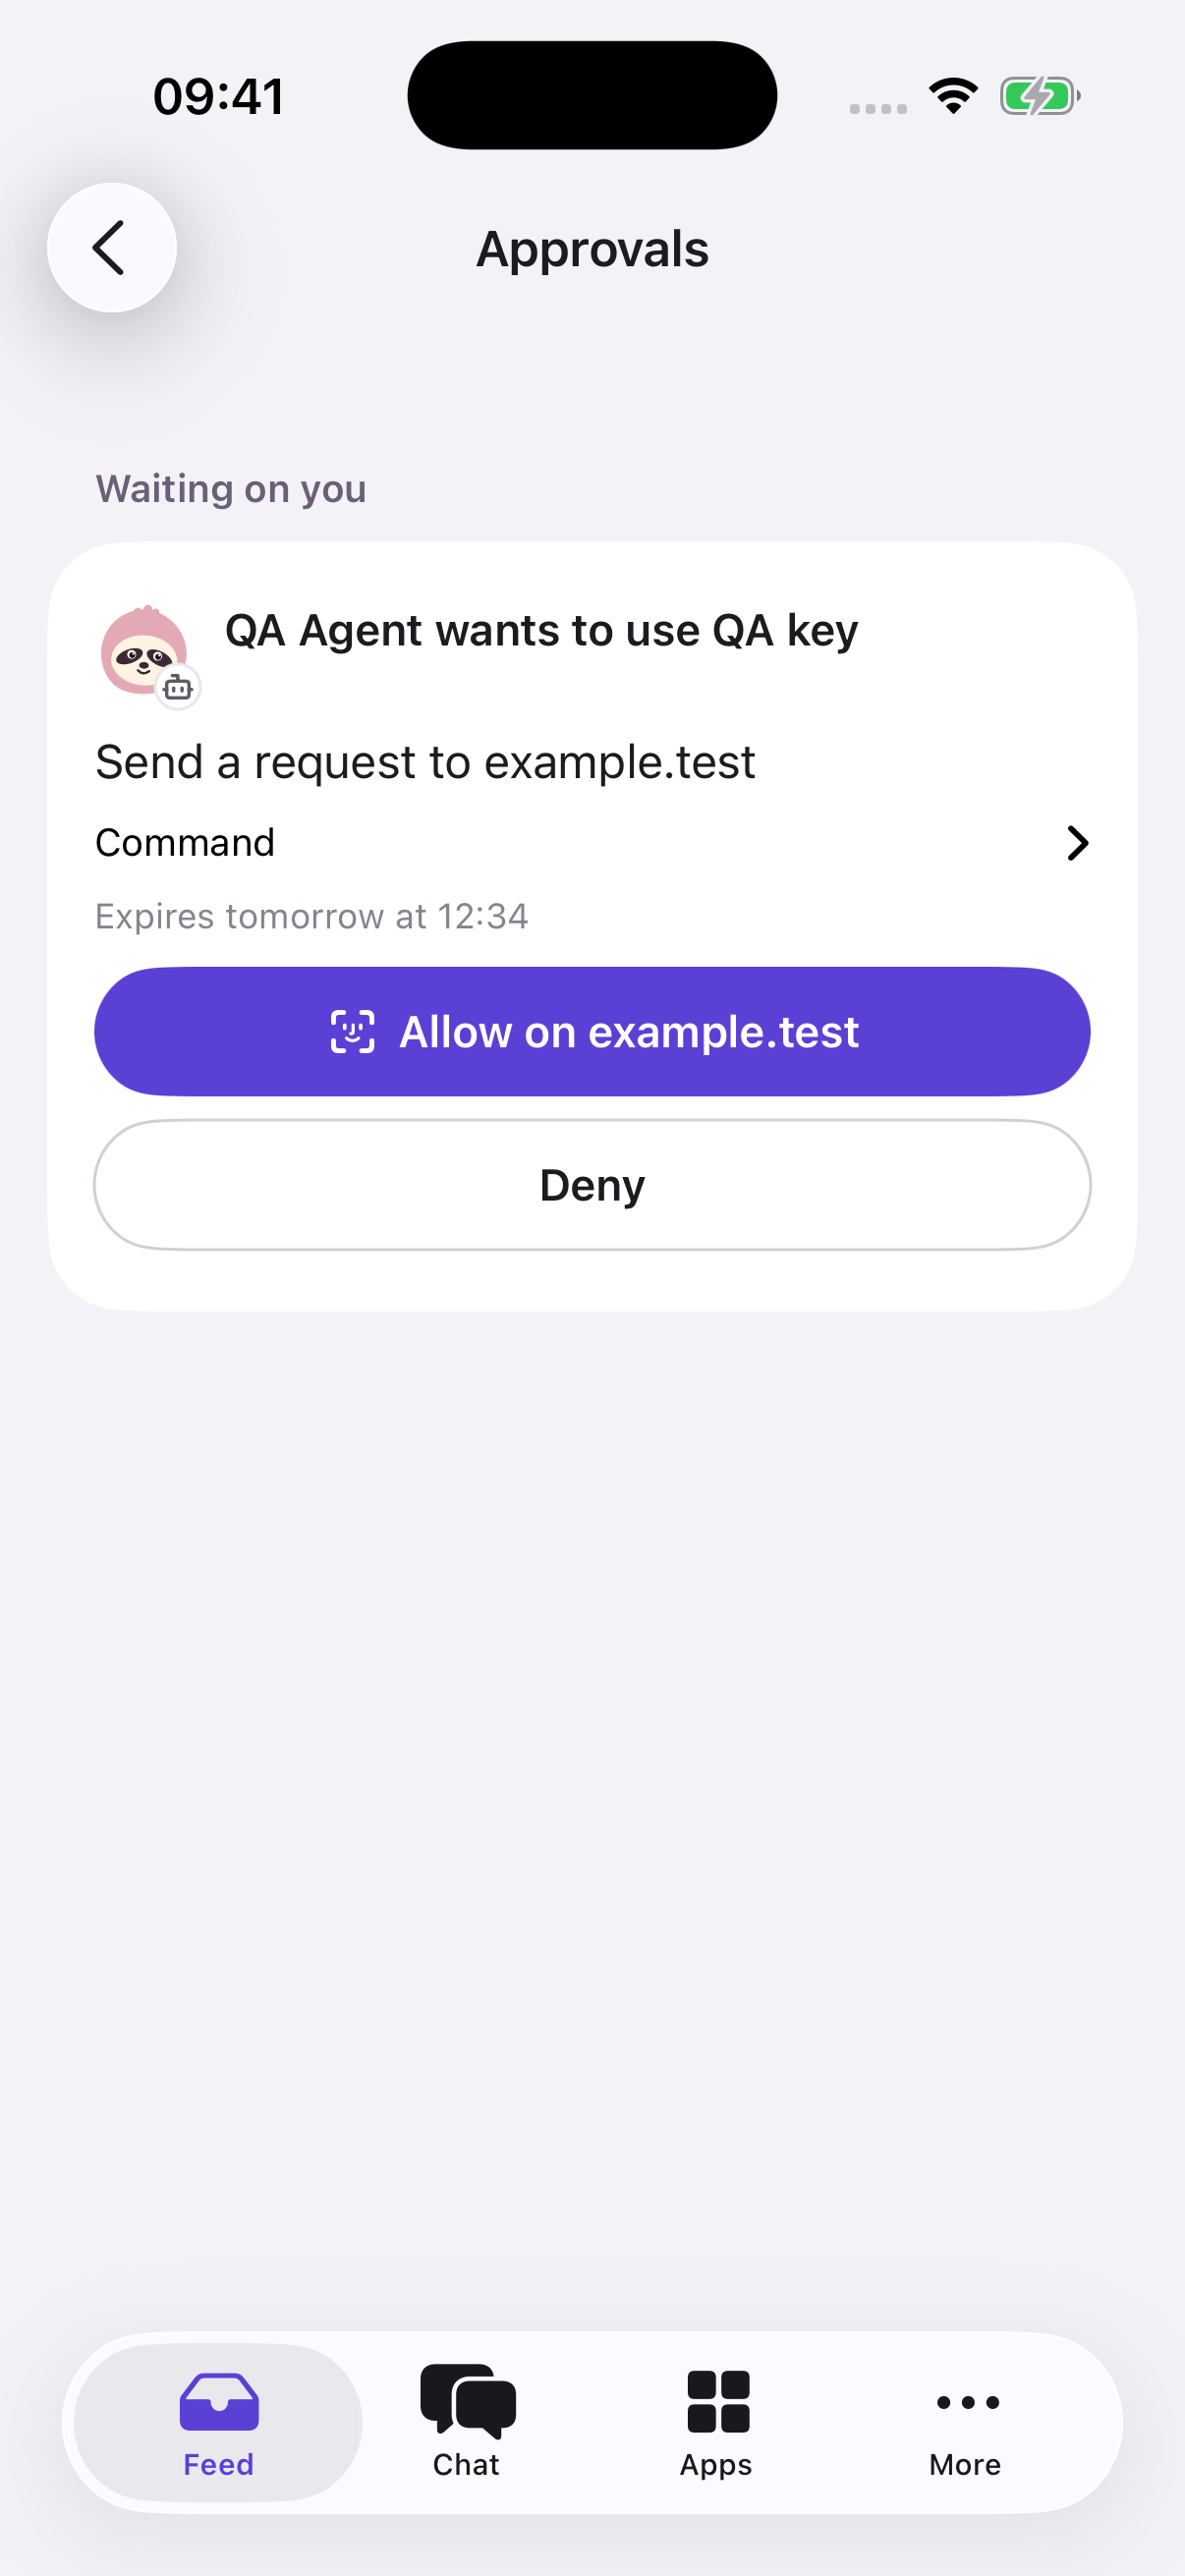 09:41
Approvals
Waiting on you
QA Agent wants to use QA key
Send a request to example.test
Command
Expires tomorrow at 12:34
Allow on example.test
Deny
Feed
Chat
Apps
More